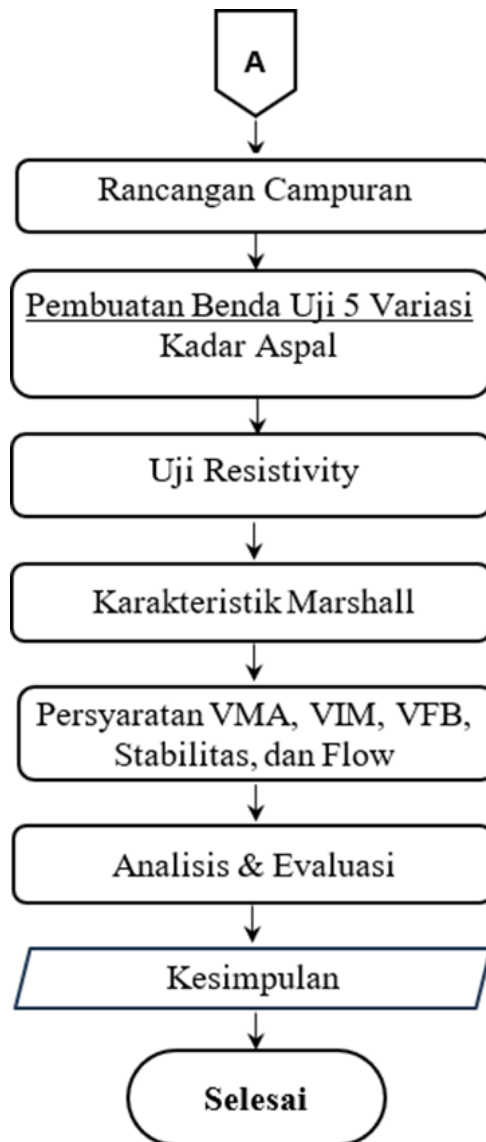 A
Rancangan Campuran
Pembuatan Benda Uji 5 Variasi
Kadar Aspal
Uji Resistivity
Karakteristik Marshall
Persyaratan VMA, VIM, VFB,
Stabilitas, dan Flow
Analisis & Evaluasi
Kesimpulan
Selesai